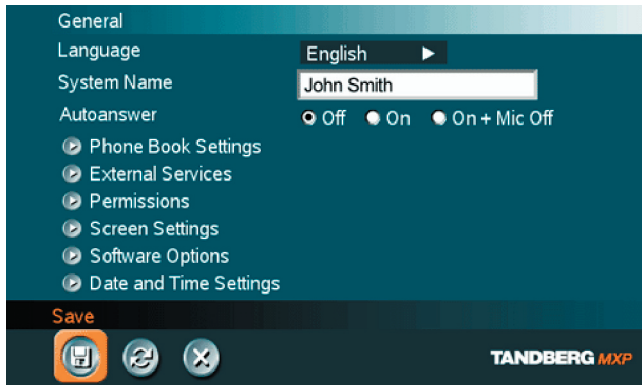 General
Language English
System Name John Smith
Autoanswer Off On On + Mic Off
Phone Book Settings
External Services
Permissions
Screen Settings
Software Options
Date and Time Settings
Save
TANDBERG MXP